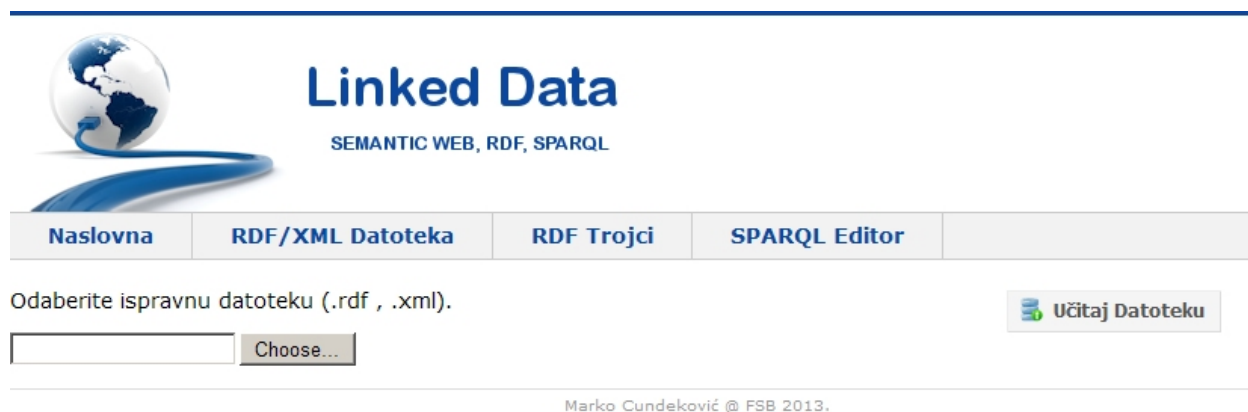 Linked Data
SEMANTIC WEB, RDF, SPARQL
Naslovna RDF/XML Datoteka RDF Trojci SPARQL Editor
Odaberite ispravnu datoteku (.rdf , .xml).
Učitaj Datoteku
Choose...
Marko Cundeković @ FSB 2013.